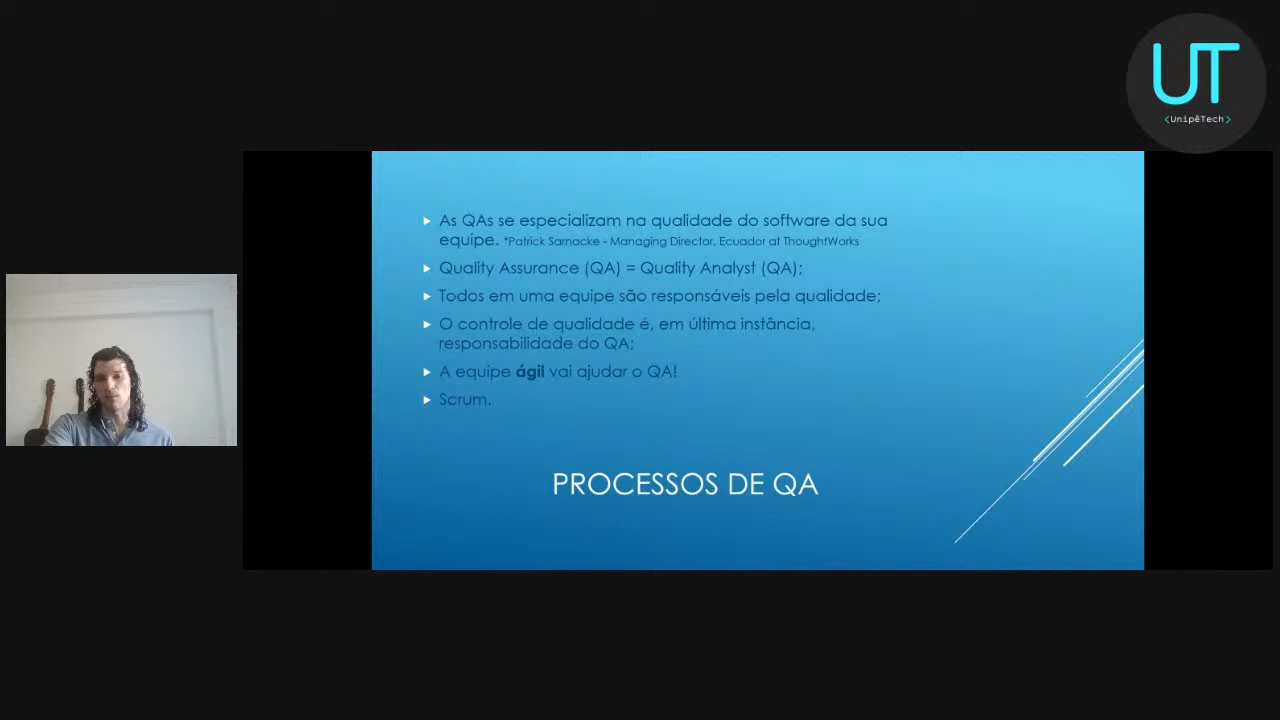 UT
<UnipêTech>
As QAs se especializam na qualidade do software da sua
equipe. *Patrick Sarnacke - Managing Director, Ecuador at ThoughtWorks
Quality Assurance (QA) = Quality Analyst (QA);
Todos em uma equipe são responsáveis pela qualidade;
O controle de qualidade é, em última instância,
responsabilidade do QA;
A equipe ágil vai ajudar o QA!
Scrum.
PROCESSOS DE QA